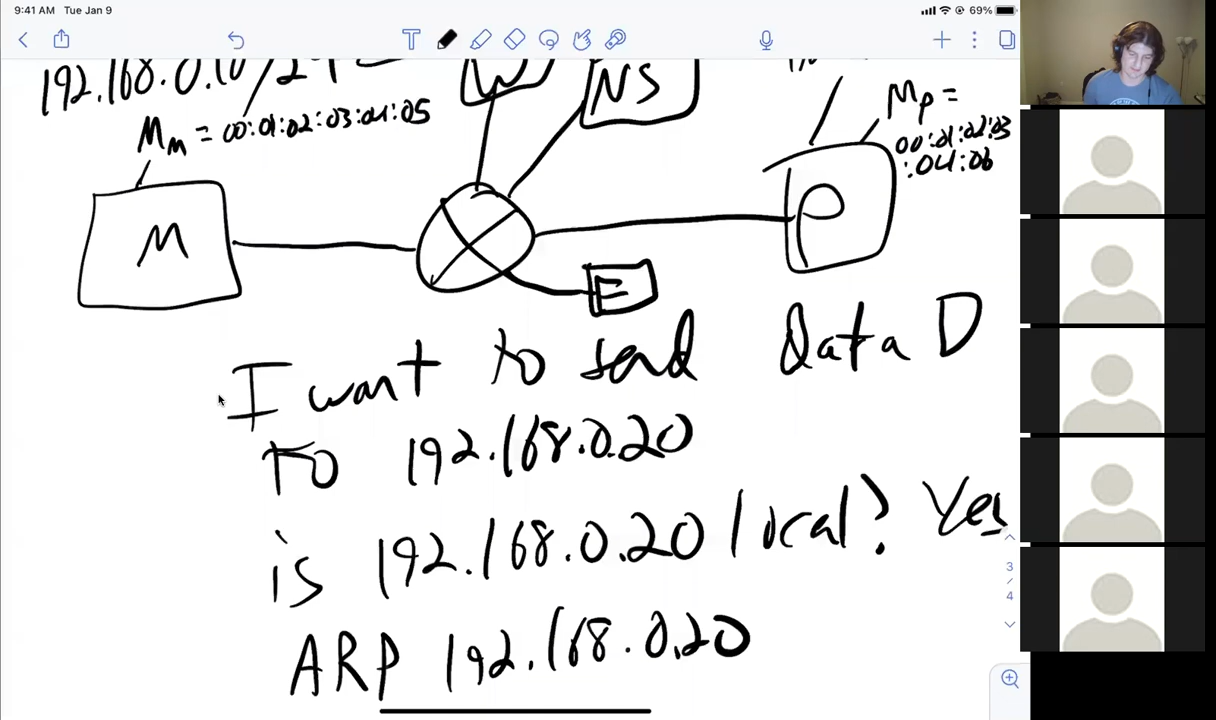 9:41 AM Tue Jan 9
69%
192.168.0.10/24
W
NS
Mm = 00:01:02:03:04:05
Mp =
00:01:02:03
:04:06
M
P
E
I want to send data D
to 192.168.0.20
is 192.168.0.20 local? Yes
ARP 192.168.0.20
3
/
4